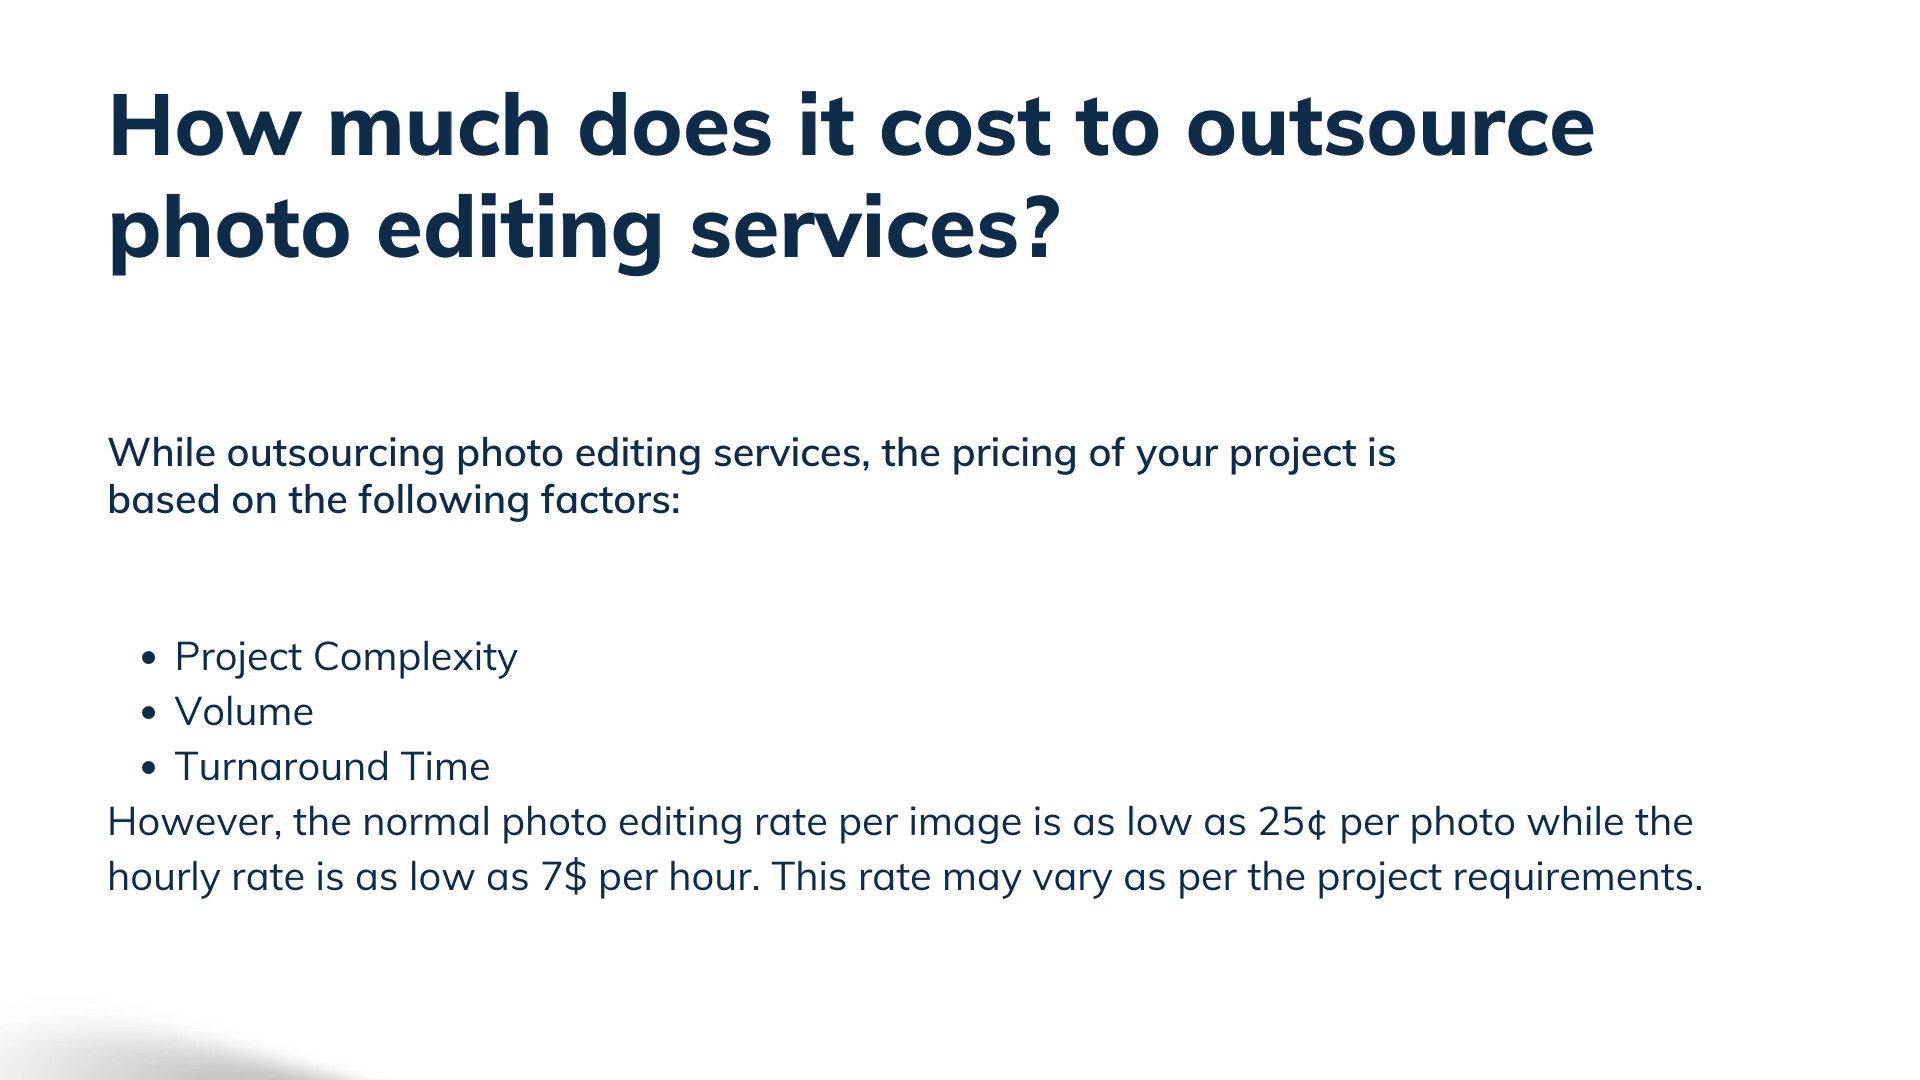 How much does it cost to outsource
photo editing services?
While outsourcing photo editing services, the pricing of your project is
based on the following factors:
• Project Complexity
• Volume
• Turnaround Time
However, the normal photo editing rate per image is as low as 25¢ per photo while the
hourly rate is as low as 7$ per hour. This rate may vary as per the project requirements.